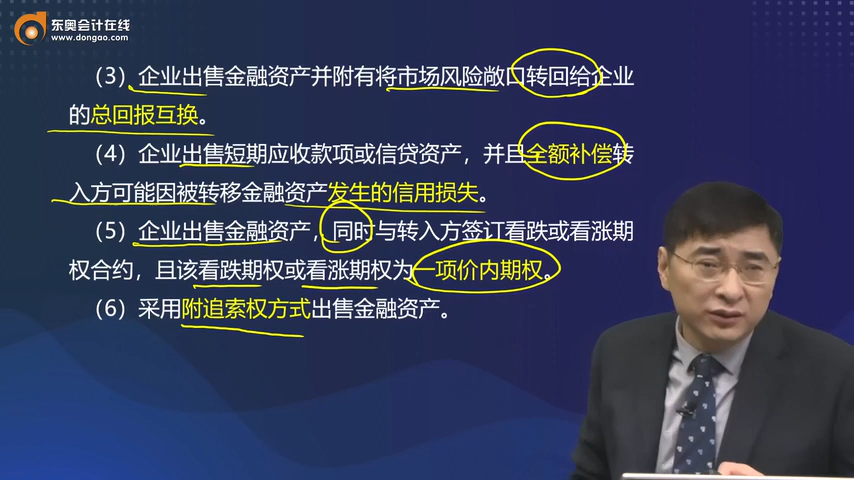 东奥会计在线
www.dongao.com
（3）企业出售金融资产并附有将市场风险敞口转回给企业
的总回报互换。
（4）企业出售短期应收款项或信贷资产，并且全额补偿转
入方可能因被转移金融资产发生的信用损失。
（5）企业出售金融资产，同时与转入方签订看跌或看涨期
权合约，且该看跌期权或看涨期权为一项价内期权。
（6）采用附追索权方式出售金融资产。